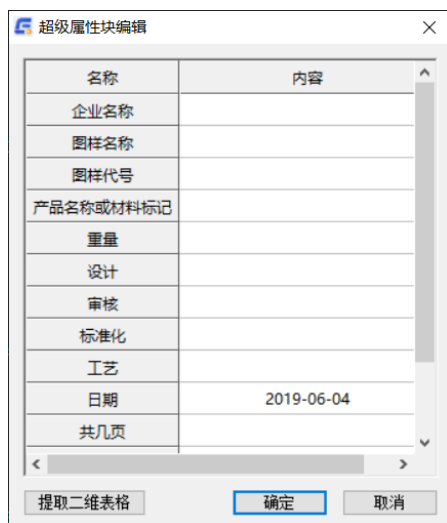 超级属性块编辑
名称 内容
企业名称
图样名称
图样代号
产品名称或材料标记
重量
设计
审核
标准化
工艺
日期 2019-06-04
共几页
提取二维表格 确定 取消